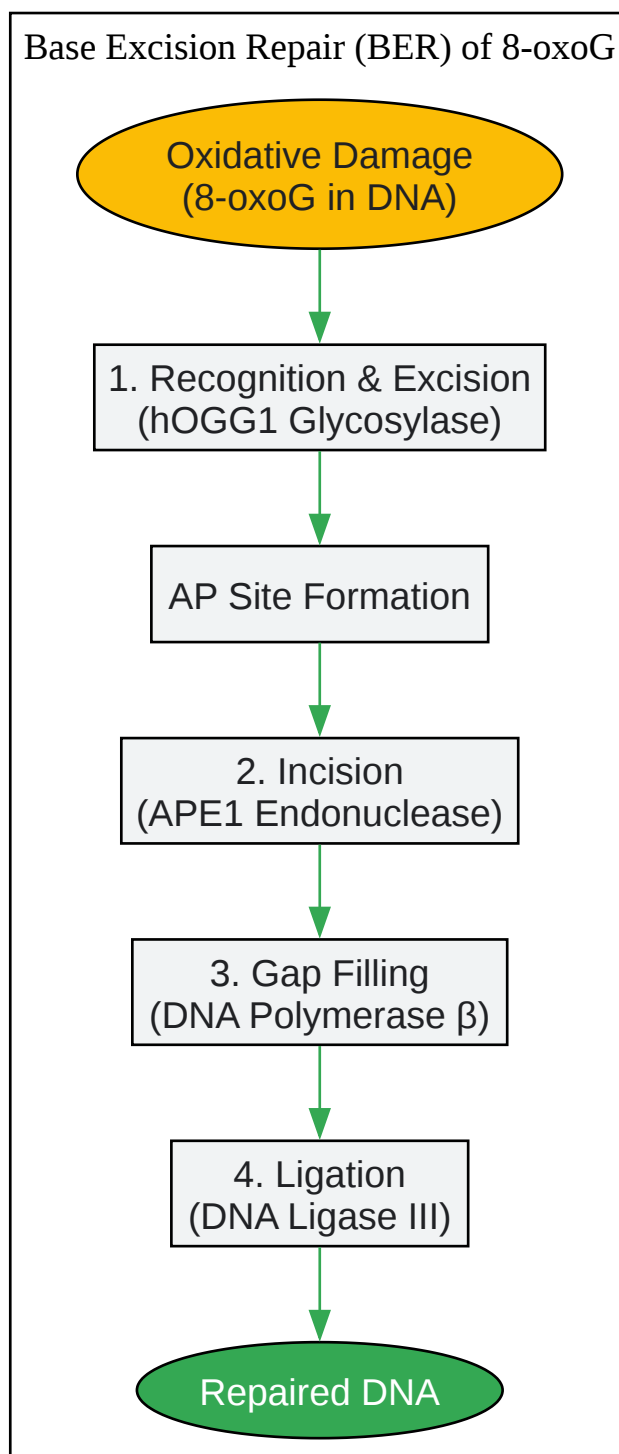 Base Excision Repair (BER) of 8-oxoG
Oxidative Damage
(8-oxoG in DNA)
1. Recognition & Excision
(hOGG1 Glycosylase)
AP Site Formation
2. Incision
(APE1 Endonuclease)
3. Gap Filling
(DNA Polymerase β)
4. Ligation
(DNA Ligase III)
Repaired DNA